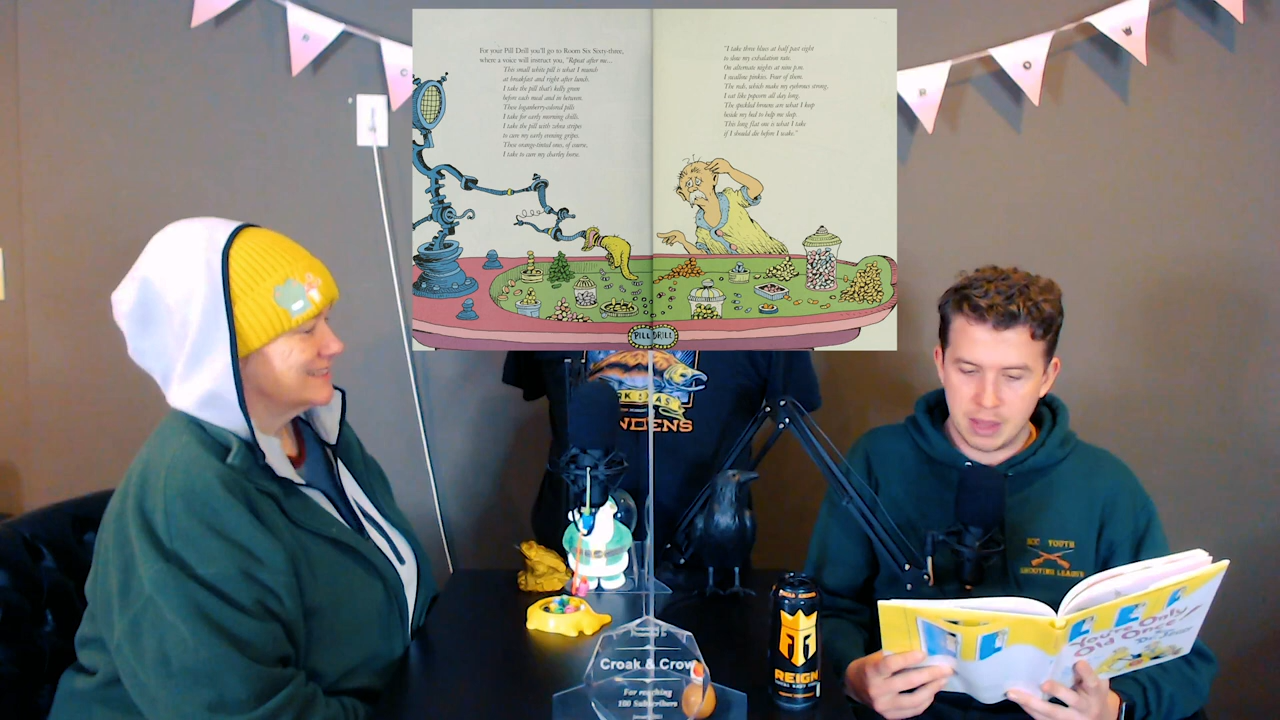 For your Pill Drill you'll go to Room Six Sixty-three,
where a voice will instruct you, "Repeat after me...
This small white pill is what I munch
at breakfast and right after lunch.
I take the pill that's kelly green
before each meal and in between.
These loganberry-colored pills
I take for early morning chills.
I take the pill with zebra stripes
to cure my early evening gripes.
These orange-tinted ones, of course,
I take to cure my charley horse.
"I take three blues at half past eight
to slow my exhalation rate.
On alternate nights at nine p.m.
I swallow pinkies. Four of them.
The reds, which make my eyebrows strong,
I eat like popcorn all day long.
The speckled browns are what I keep
beside my bed to help me sleep.
This long flat one is what I take
if I should die before I wake."
PILL DRILL
Croak & Crow
For reaching
100 Subscribers
REIGN
YOUTH
SHOOTING LEAGUE
You're Only
Old Once!
Dr. Seuss